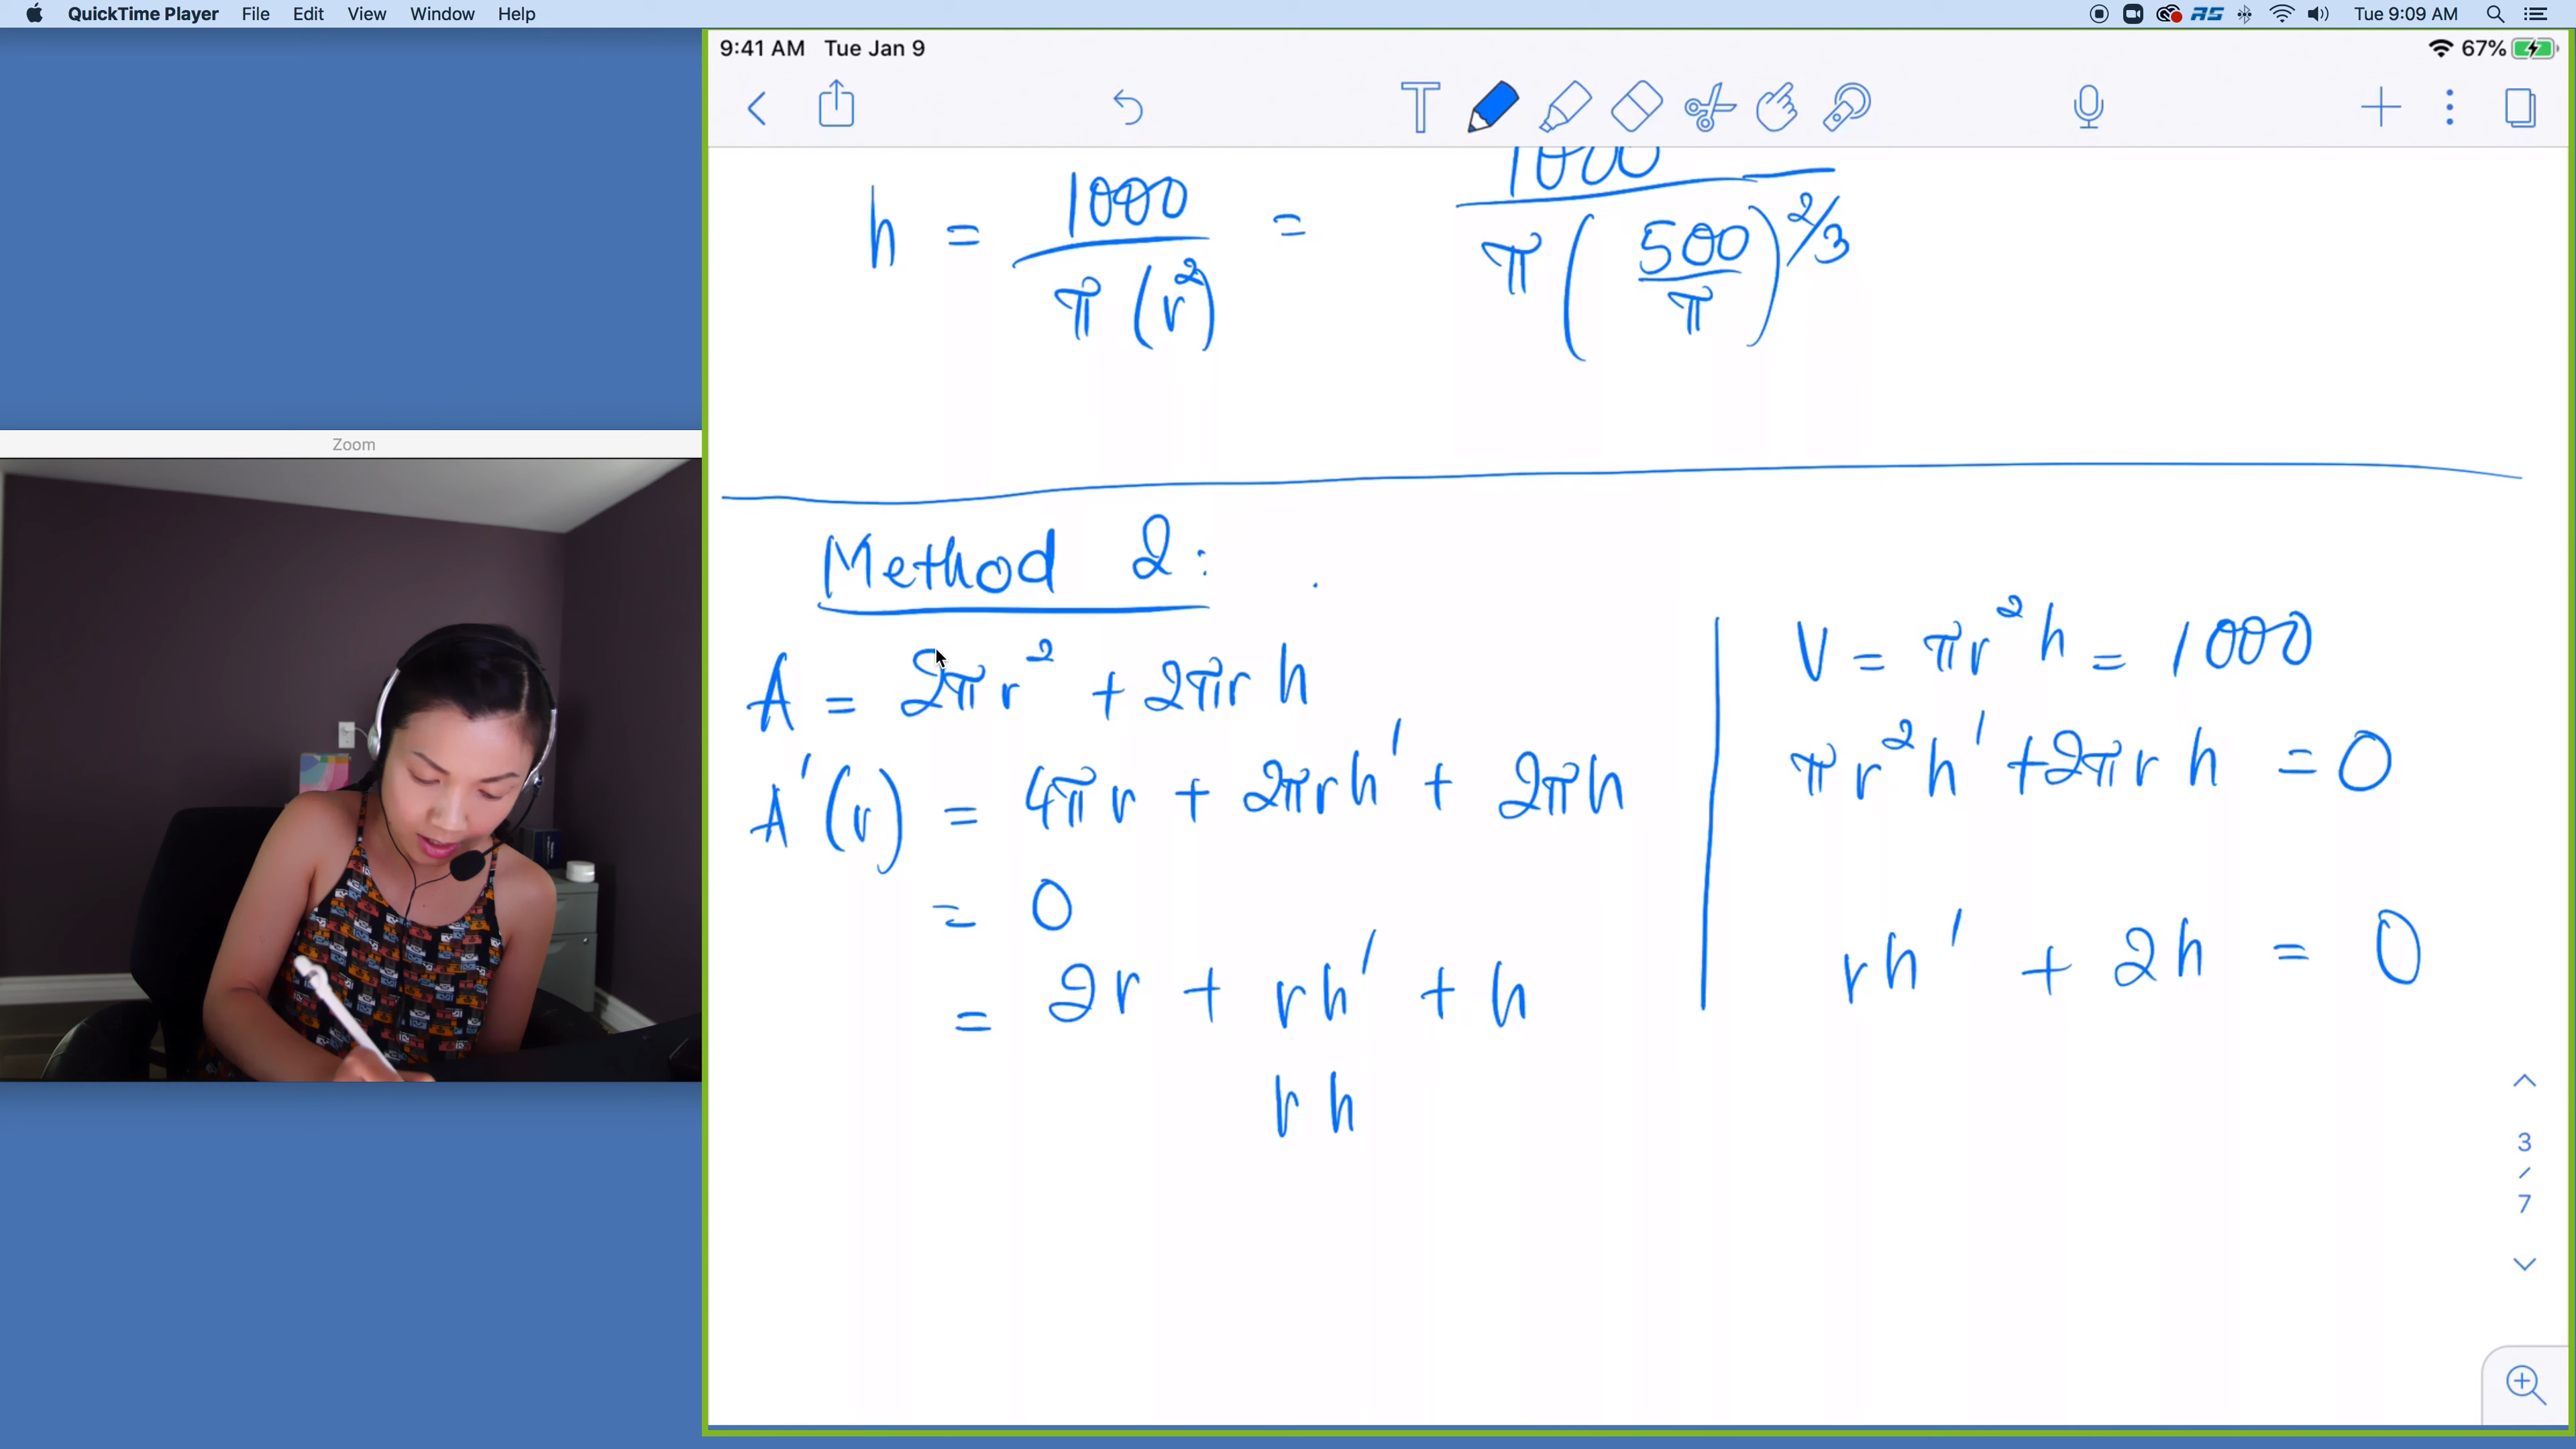 QuickTime Player File Edit View Window Help Tue 9:09 AM
9:41 AM Tue Jan 9 67%
Zoom
h = 1000 / π (r²) = 1000 / π (500/π)^2/3
Method 2:
A = 2πr² + 2πr h
A'(r) = 4πr + 2πrh' + 2πh
= 0
= 2r + rh' + h
rh
V = πr²h = 1000
πr²h' + 2πr h = 0
rh' + 2h = 0
3
/
7